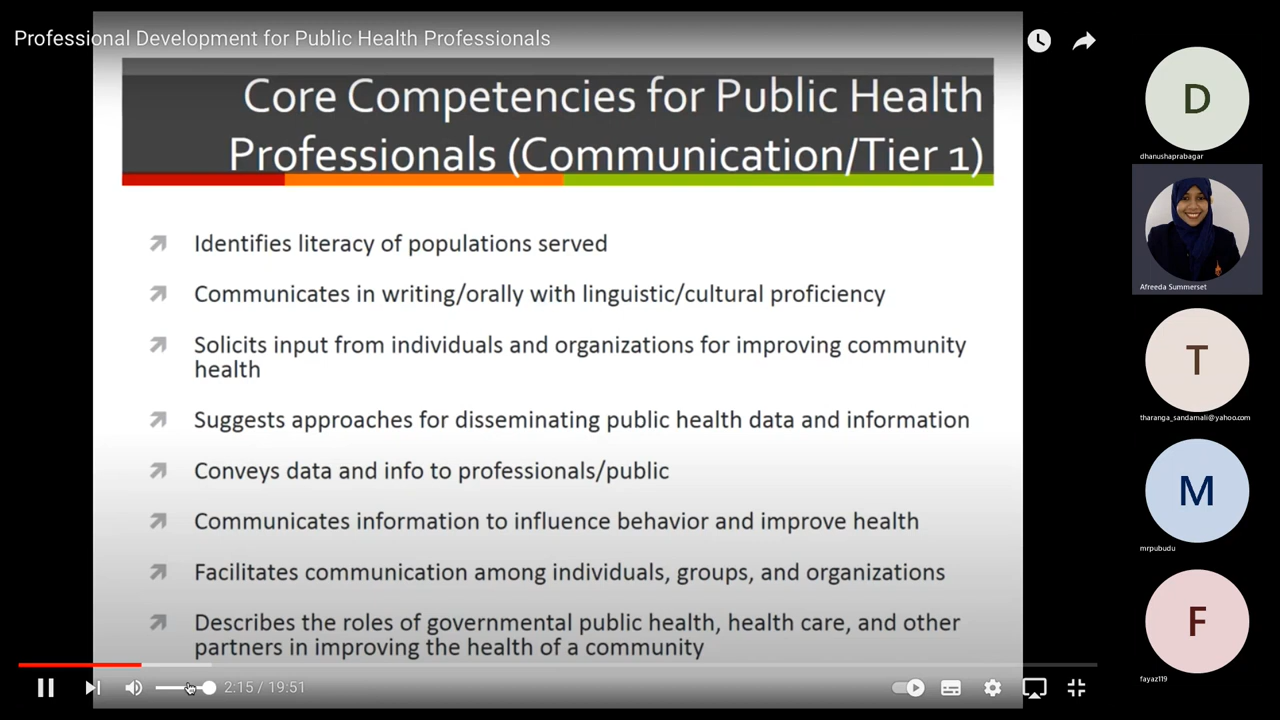 Professional Development for Public Health Professionals
Core Competencies for Public Health
Professionals (Communication/Tier 1)
Identifies literacy of populations served
Communicates in writing/orally with linguistic/cultural proficiency
Solicits input from individuals and organizations for improving community
health
Suggests approaches for disseminating public health data and information
Conveys data and info to professionals/public
Communicates information to influence behavior and improve health
Facilitates communication among individuals, groups, and organizations
Describes the roles of governmental public health, health care, and other
partners in improving the health of a community
2:15 / 19:51
D
dhanushaprabagar
Afreeda Summerset
T
tharanga_sandamali@yahoo.com
M
mrpubudu
F
fayaz119